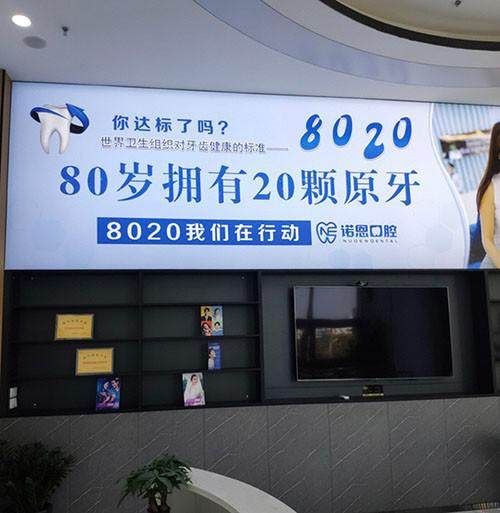 你达标了吗?
世界卫生组织对牙齿健康的标准——
8020
80岁拥有20颗原牙
8020我们在行动
诺恩口腔
NUOEN DENTAL